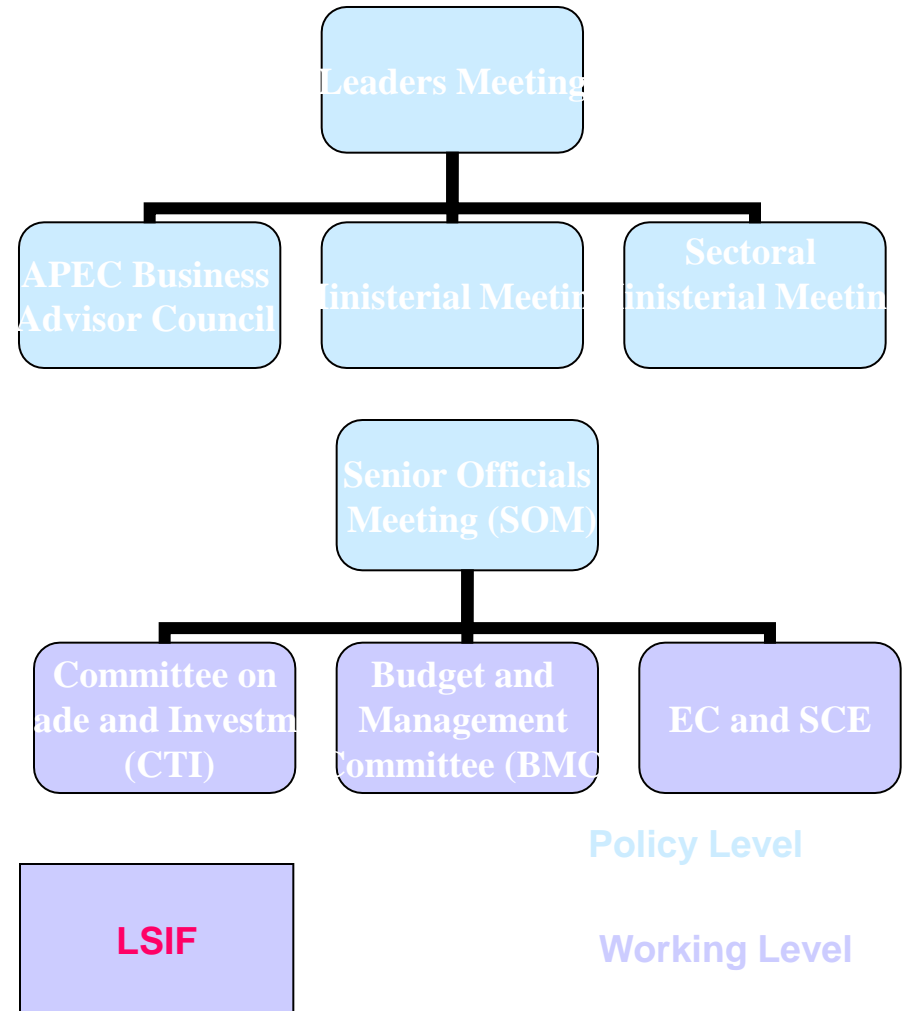 Leaders Meeting
APEC Business
Advisor Council
inisterial Meetin
Sectoral
inisterial Meetin
Senior Officials
Meeting (SOM)
Committee on
ade and Investm
(CTI)
Budget and
Management
Committee (BMC
EC and SCE
Policy Level
LSIF
Working Level